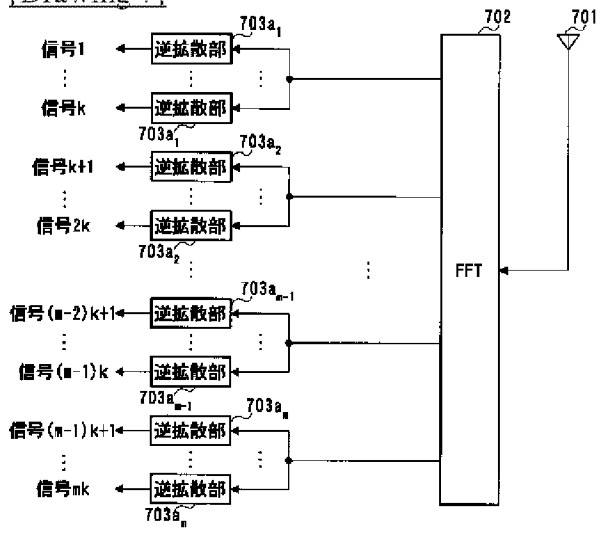 702 701
703a₁
信号1 逆拡散部
信号k 逆拡散部
703a₁ 703a₂
信号k+1 逆拡散部
信号2k 逆拡散部
703a₂
FFT
703aₘ₋₁
信号(m-2)k+1 逆拡散部
信号(m-1)k 逆拡散部
703aₘ₋₁ 703aₘ
信号(m-1)k+1 逆拡散部
信号mk 逆拡散部
703aₘ